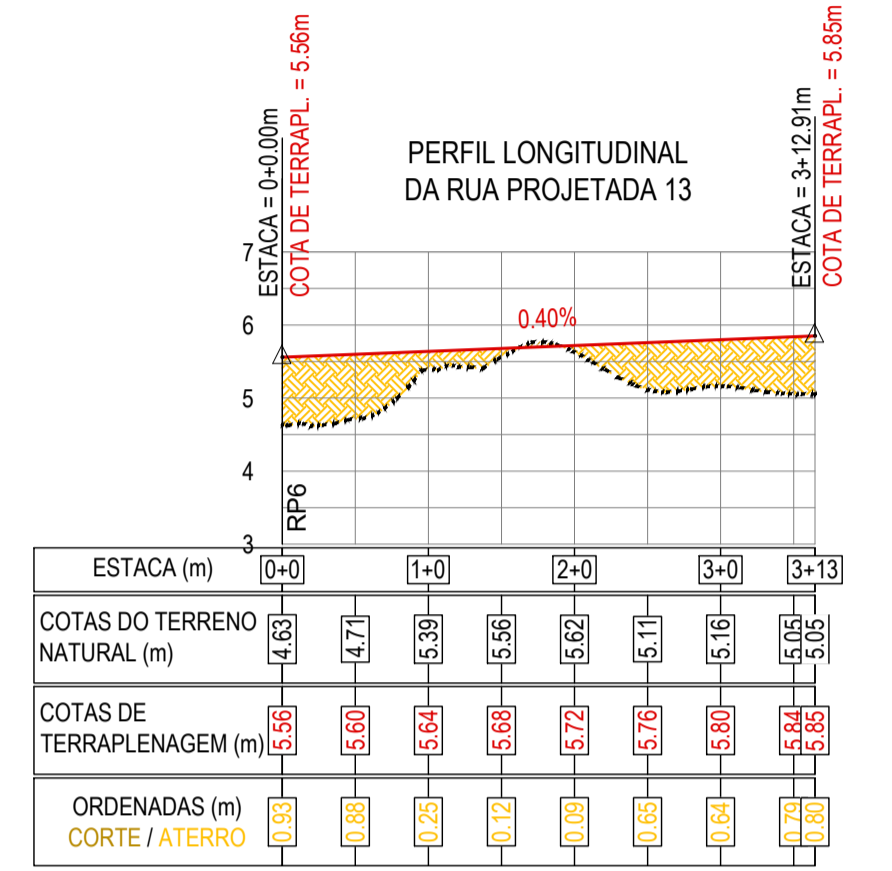 ESTACA = 0+0.00m
COTA DE TERRAPL. = 5.56m
PERFIL LONGITUDINAL
DA RUA PROJETADA 13
ESTACA = 3+12.91m
COTA DE TERRAPL. = 5.85m
7
6
5
4
3
0.40%
RP6
ESTACA (m) 0+0 1+0 2+0 3+0 3+13
COTAS DO TERRENO
NATURAL (m)
4.63 4.71 5.39 5.56 5.62 5.11 5.16 5.05 5.05
COTAS DE
TERRAPLENAGEM (m)
5.56 5.60 5.64 5.68 5.72 5.76 5.80 5.84 5.85
ORDENADAS (m)
CORTE / ATERRO
0.93 0.88 0.25 0.12 0.09 0.65 0.64 0.79 0.80